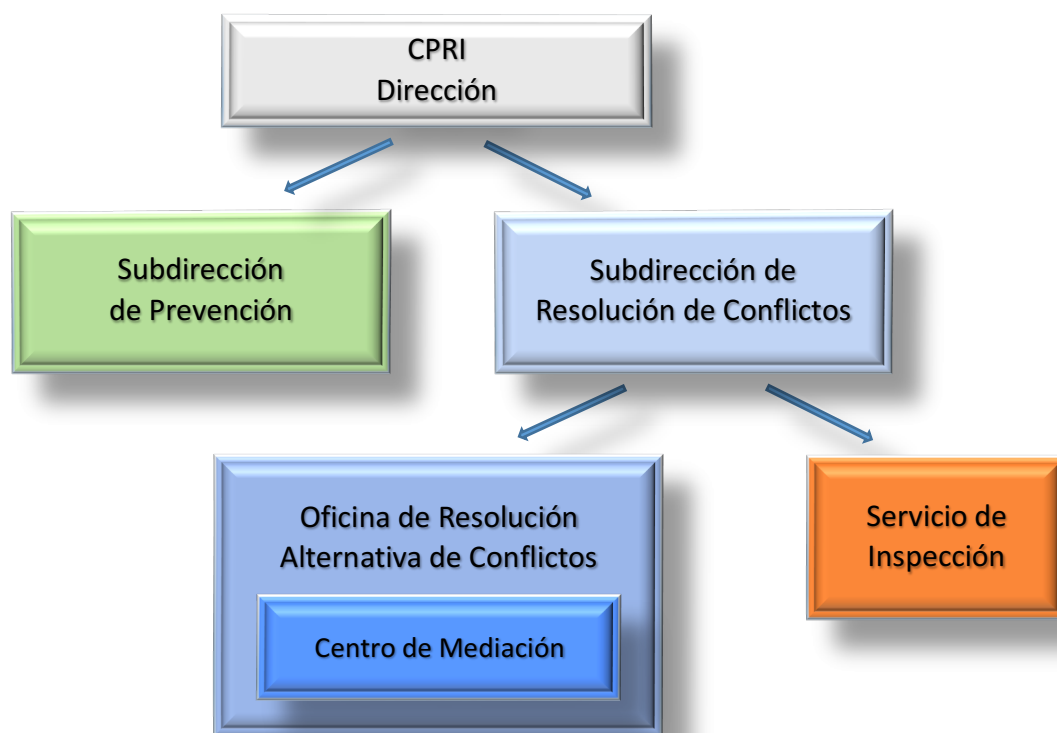 CPRI
Dirección
Subdirección
de Prevención
Subdirección de
Resolución de Conflictos
Oficina de Resolución
Alternativa de Conflictos
Centro de Mediación
Servicio de
Inspección